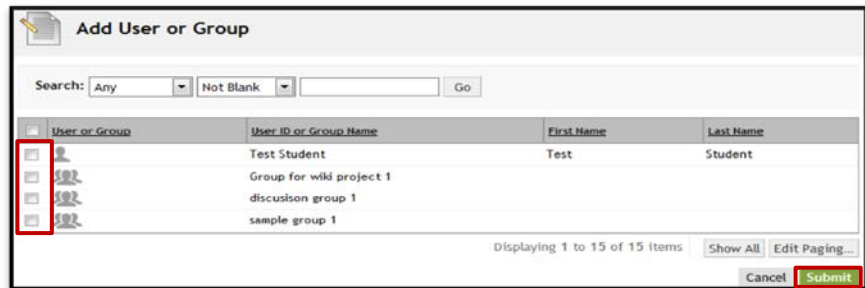 Add User or Group
Search: Any Not Blank Go
User or Group User ID or Group Name First Name Last Name
Test Student Test Student
Group for wiki project 1
discusison group 1
sample group 1
Displaying 1 to 15 of 15 items Show All Edit Paging...
Cancel Submit